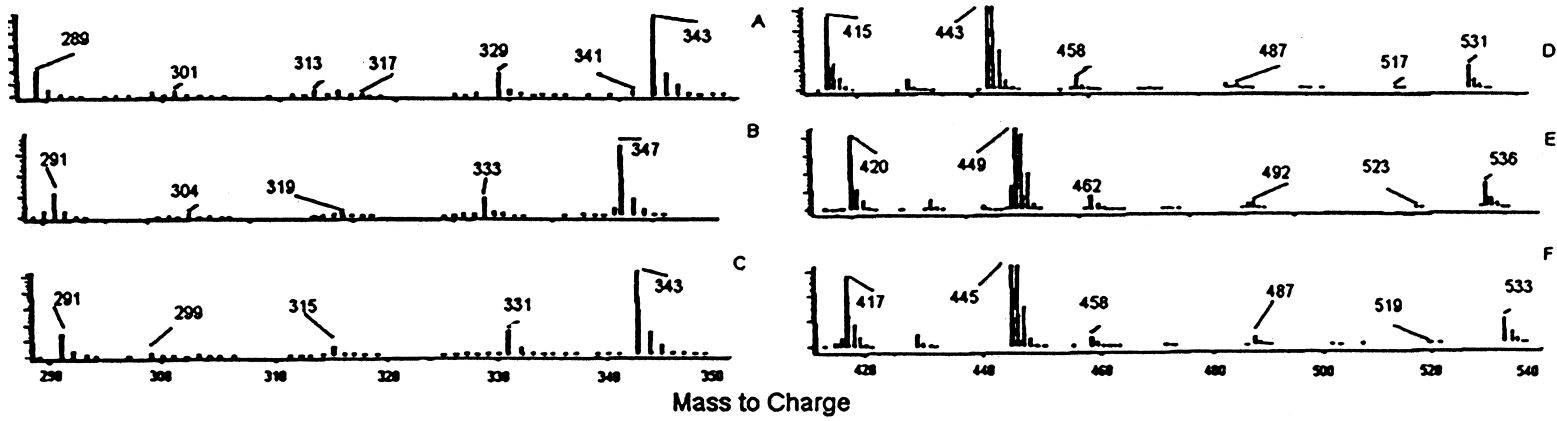 289 301 313 317 329 341 343 A
291 304 319 333 347 B
291 299 315 331 343 C
290 300 310 320 330 340 350
415 443 458 487 517 531 D
420 449 462 492 523 536 E
417 445 458 487 519 533 F
420 440 460 480 500 520 540
Mass to Charge